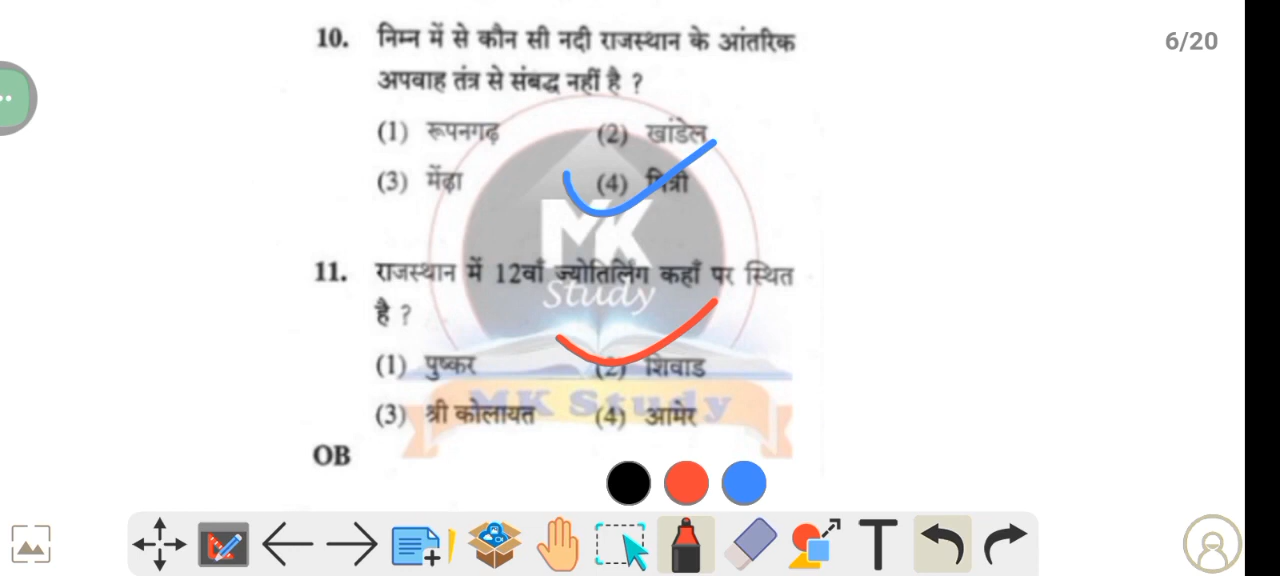 6/20
10. निम्न में से कौन सी नदी राजस्थान के आंतरिक
अपवाह तंत्र से संबद्ध नहीं है ?
(1) रूपनगढ़ (2) खांडेल
(3) मेंढ़ा (4) मित्री
11. राजस्थान में 12वाँ ज्योतिर्लिंग कहाँ पर स्थित
है ?
(1) पुष्कर (2) शिवाड
(3) श्री कोलायत (4) आमेर
OB
MK
Study
MK Study
T